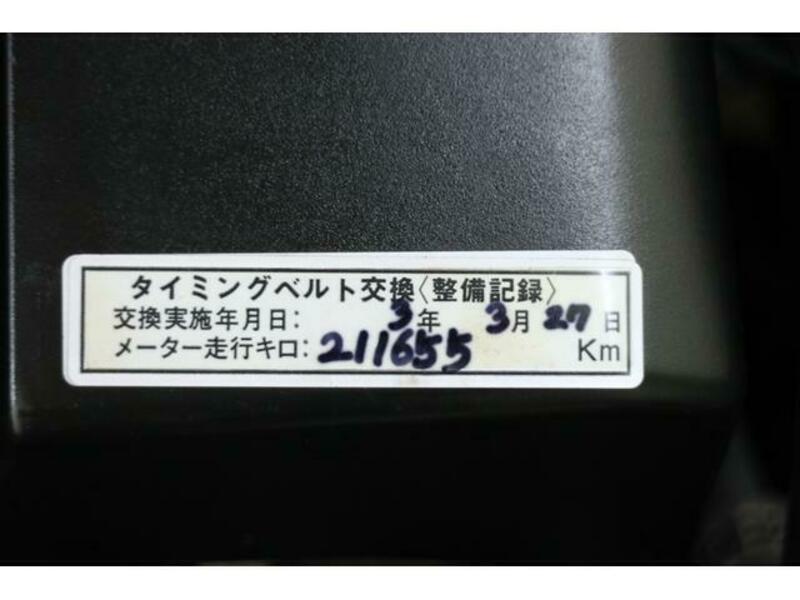 タイミングベルト交換〈整備記録〉
交換実施年月日: 3年 3月 27日
メーター走行キロ: 211655 Km